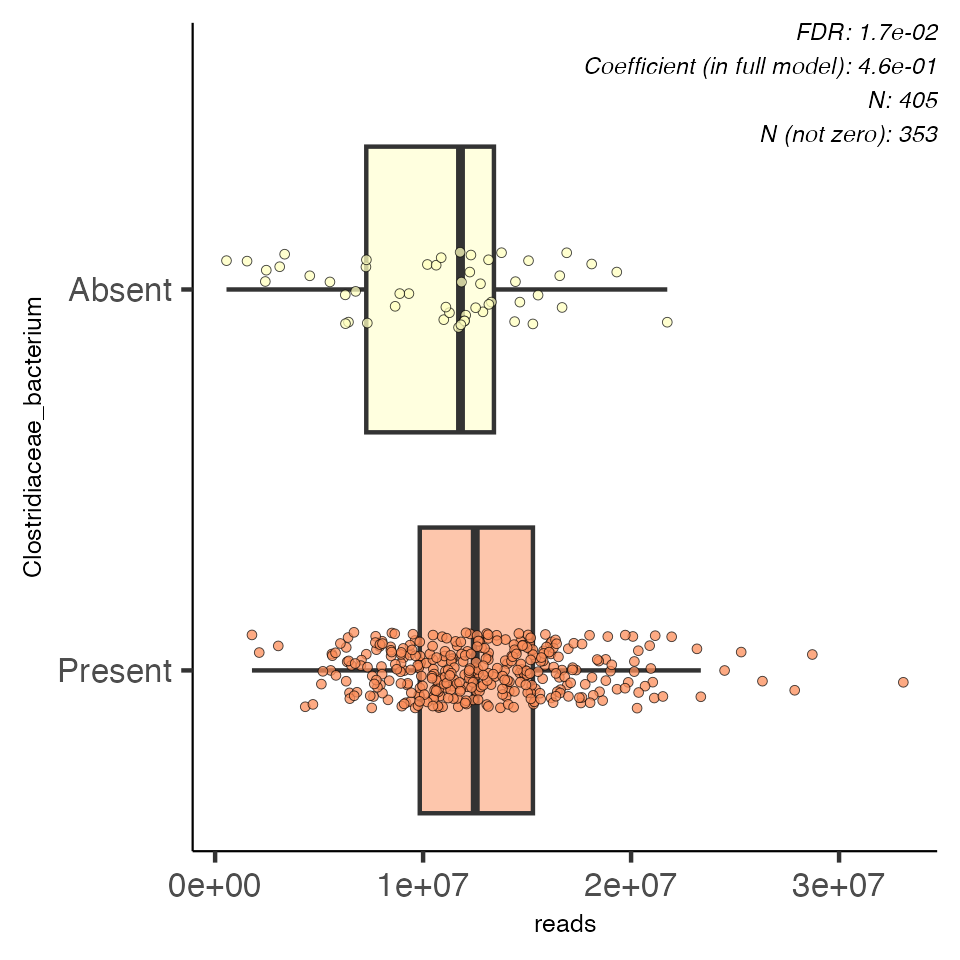 FDR: 1.7e-02
Coefficient (in full model): 4.6e-01
N: 405
N (not zero): 353
Clostridiaceae_bacterium
Absent
Present
0e+00 1e+07 2e+07 3e+07
reads